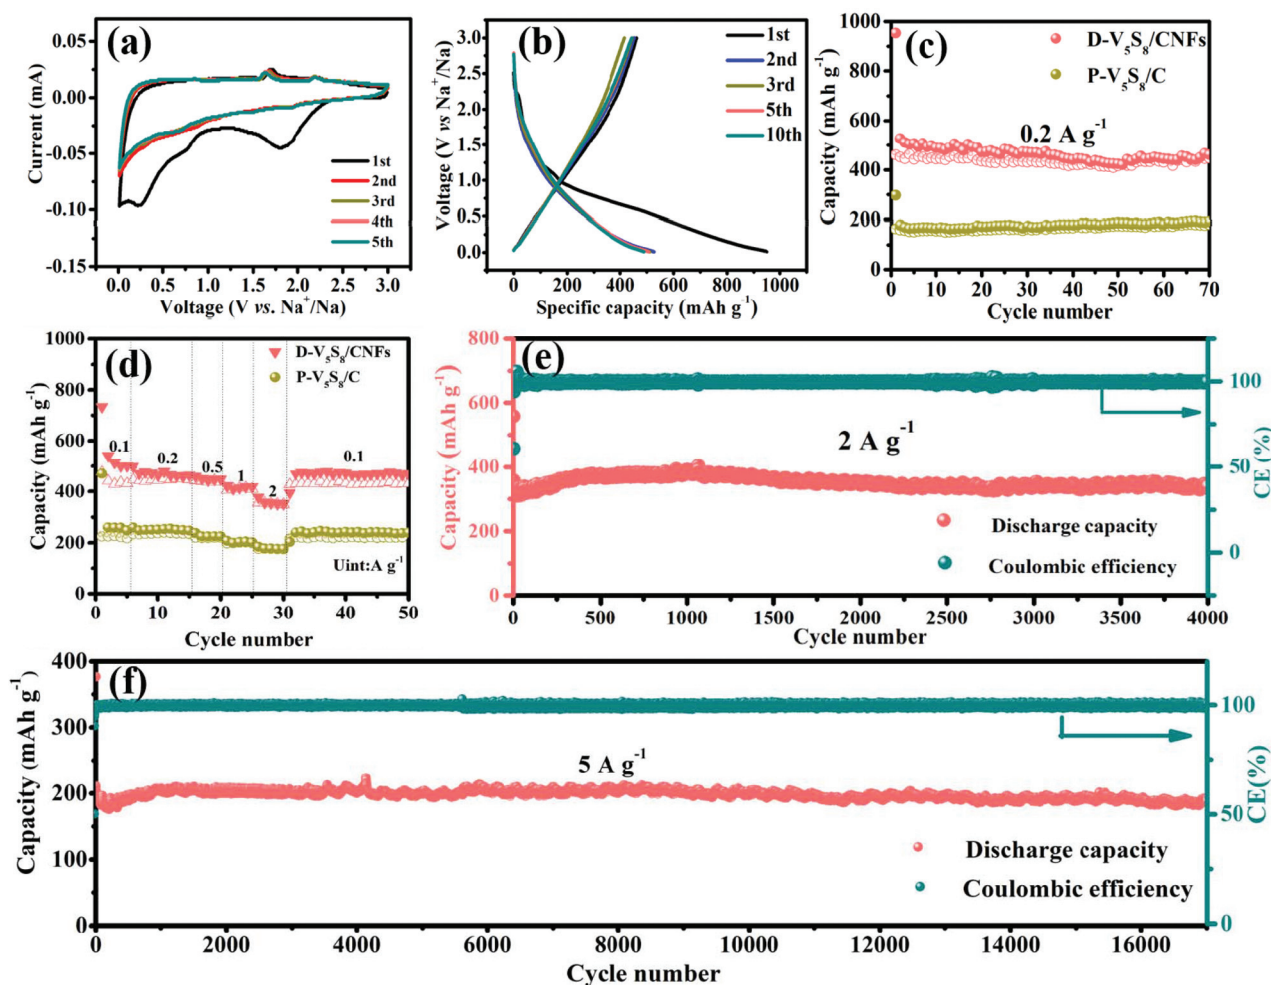 (a)
0.05
0.00
-0.05
-0.10
-0.15
Current (mA)
1st
2nd
3rd
4th
5th
0.0 0.5 1.0 1.5 2.0 2.5 3.0
Voltage (V vs. Na⁺/Na)
(b)
3.0
2.5
2.0
1.5
1.0
0.5
0.0
Voltage (V vs Na⁺/Na)
1st
2nd
3rd
5th
10th
0 200 400 600 800 1000
Specific capacity (mAh g⁻¹)
(c)
1000
800
600
400
200
0
Capacity (mAh g⁻¹)
D-V₅S₈/CNFs
P-V₅S₈/C
0.2 A g⁻¹
0 10 20 30 40 50 60 70
Cycle number
(d)
1000
800
600
400
200
0
Capacity (mAh g⁻¹)
D-V₅S₈/CNFs
P-V₅S₈/C
0.1 0.2 0.5 1 2 0.1
Uint:A g⁻¹
0 10 20 30 40 50
Cycle number
(e)
800
600
400
200
0
Capacity (mAh g⁻¹)
2 A g⁻¹
Discharge capacity
Coulombic efficiency
100
50
0
CE (%)
0 500 1000 1500 2000 2500 3000 3500 4000
Cycle number
(f)
400
300
200
100
0
Capacity (mAh g⁻¹)
5 A g⁻¹
Discharge capacity
Coulombic efficiency
100
50
0
CE(%)
0 2000 4000 6000 8000 10000 12000 14000 16000
Cycle number